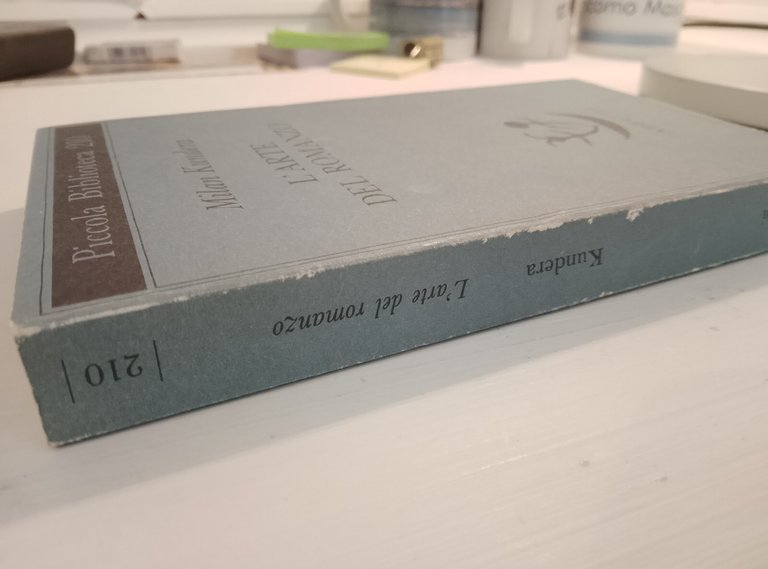 Piccola Biblioteca 210
Milan Kundera
L'ARTE
DEL ROMANZO
Kundera
L'arte del romanzo
210